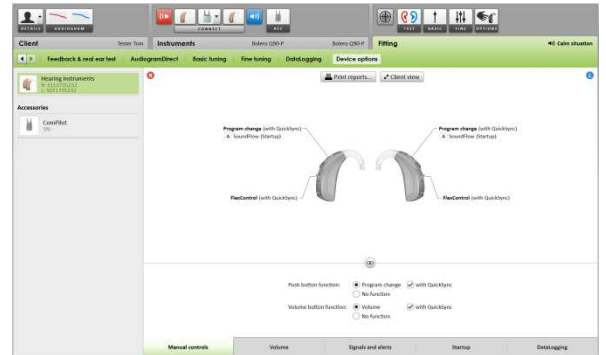 DETAILS AUDIOGRAM CONNECT ACC TEST BASIC FINE OPTIONS
Client Tester Tom Instruments Bolero Q90-P Bolero Q90-P Fitting Calm situation
Feedback & real ear test AudiogramDirect Basic tuning Fine tuning DataLogging Device options
Hearing instruments
Print reports... Client view
Accessories
ComPilot
SN: -
Program change (with QuickSync) Program change (with QuickSync)
A SoundFlow (Startup) A SoundFlow (Startup)
FlexControl (with QuickSync) FlexControl (with QuickSync)
Push button function: Program change with QuickSync
No function
Volume button function: Volume with QuickSync
No function
Manual controls Volume Signals and alerts Startup DataLogging